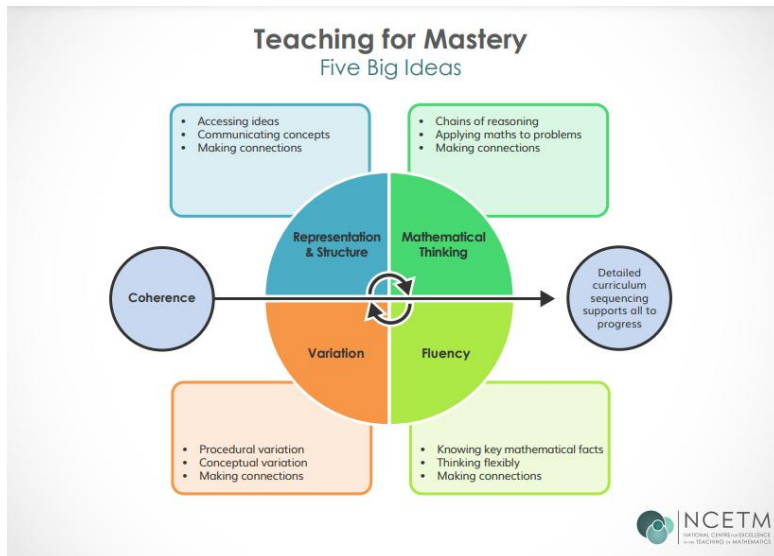 Teaching for Mastery
Five Big Ideas
• Accessing ideas
• Communicating concepts
• Making connections
• Chains of reasoning
• Applying maths to problems
• Making connections
Representation
& Structure
Mathematical
Thinking
Coherence
Detailed
curriculum
sequencing
supports all to
progress
Variation
Fluency
• Procedural variation
• Conceptual variation
• Making connections
• Knowing key mathematical facts
• Thinking flexibly
• Making connections
NCETM
NATIONAL CENTRE FOR EXCELLENCE
IN THE TEACHING OF MATHEMATICS